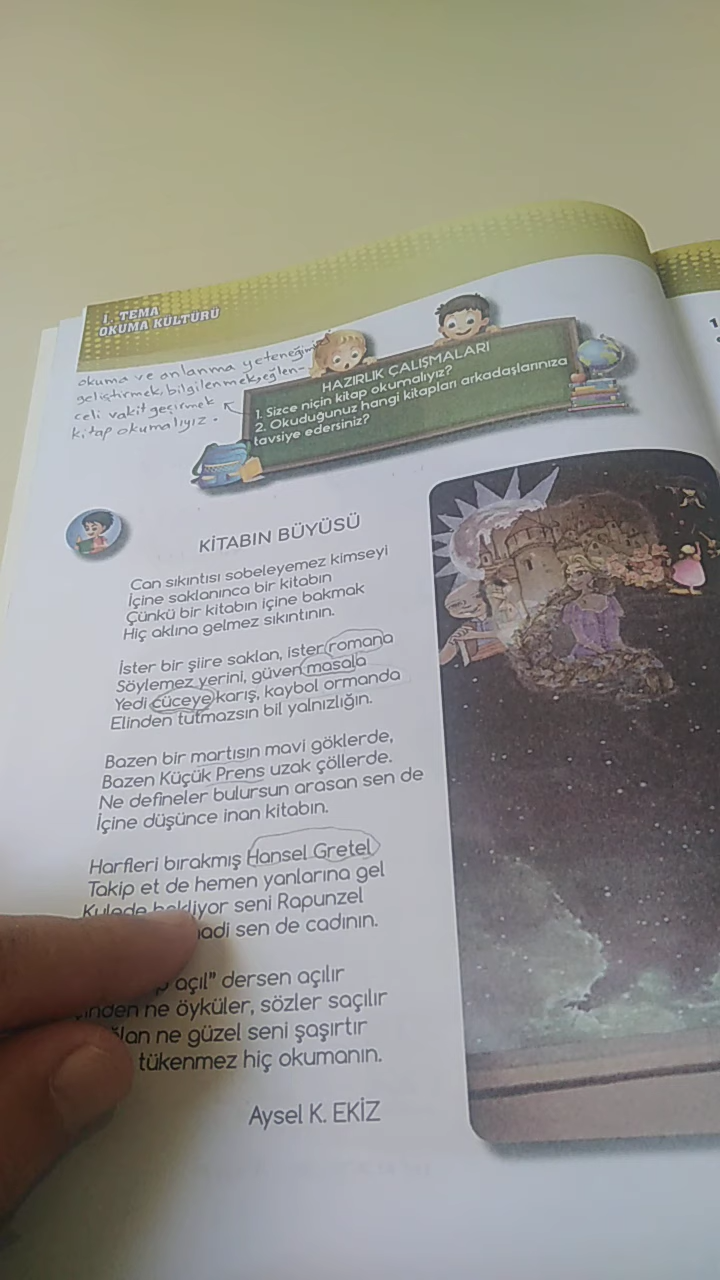 1. TEMA
OKUMA KÜLTÜRÜ
okuma ve anlanma yeteneğimizi
geliştirmek, bilgilenmek, eğlen-
celi vakit geçirmek
kitap okumalıyız.
HAZIRLIK ÇALIŞMALARI
1. Sizce niçin kitap okumalıyız?
2. Okuduğunuz hangi kitapları arkadaşlarınıza
tavsiye edersiniz?
KİTABIN BÜYÜSÜ
Can sıkıntısı sobeleyemez kimseyi
İçine saklanınca bir kitabın
Çünkü bir kitabın içine bakmak
Hiç aklına gelmez sıkıntının.
İster bir şiire saklan, ister romana
Söylemez yerini, güven masala
Yedi cüceye karış, kaybol ormanda
Elinden tutmazsın bil yalnızlığın.
Bazen bir martısın mavi göklerde,
Bazen Küçük Prens uzak çöllerde.
Ne defineler bulursun arasan sen de
İçine düşünce inan kitabın.
Harfleri bırakmış Hansel Gretel
Takip et de hemen yanlarına gel
Kulede bekliyor seni Rapunzel
hadi sen de cadının.
açıl" dersen açılır
ne öyküler, sözler saçılır
ne güzel seni şaşırtır
tükenmez hiç okumanın.
Aysel K. EKİZ
1